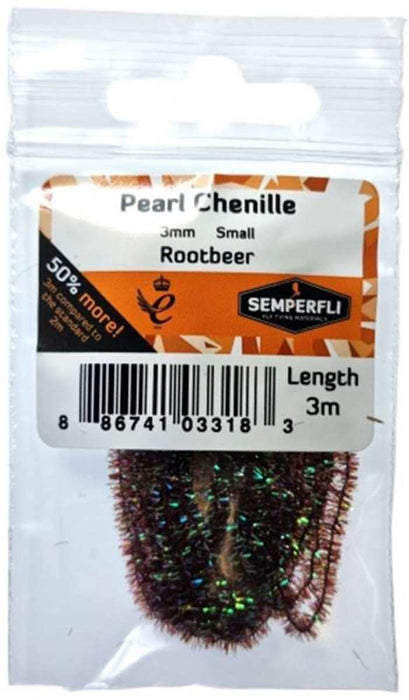 Pearl Chenille
3mm Small
Rootbeer
50% more!
3m compared to
the standard
2m
SEMPERFLI
FLY TYING MATERIALS
Length
3m
8 86741 03318 3